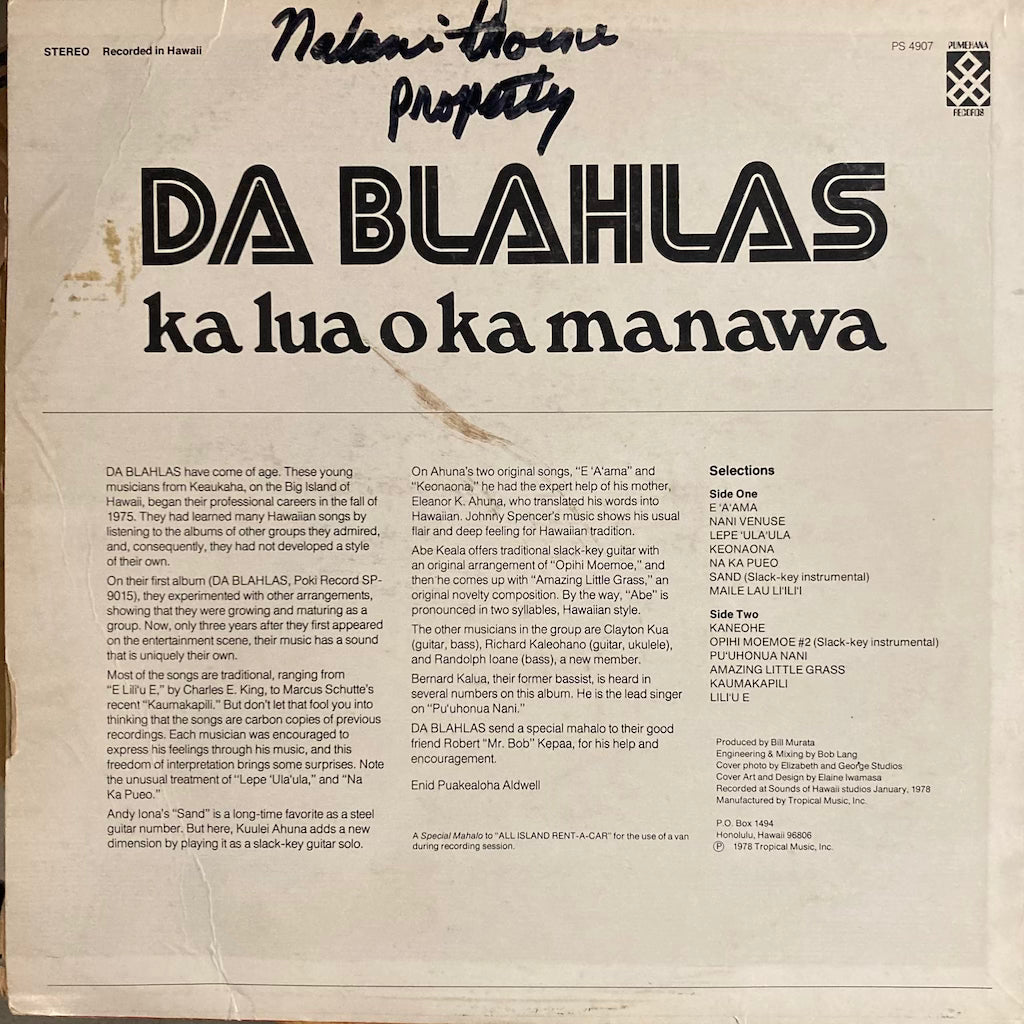 Nalani thoene
property
STEREO Recorded in Hawaii
PS 4907
PUMEHANA
RECORDS
DA BLAHLAS
ka lua o ka manawa
DA BLAHLAS have come of age. These young
musicians from Keaukaha, on the Big Island of
Hawaii, began their professional careers in the fall of
1975. They had learned many Hawaiian songs by
listening to the albums of other groups they admired,
and, consequently, they had not developed a style
of their own.
On their first album (DA BLAHLAS, Poki Record SP-
9015), they experimented with other arrangements,
showing that they were growing and maturing as a
group. Now, only three years after they first appeared
on the entertainment scene, their music has a sound
that is uniquely their own.
Most of the songs are traditional, ranging from
"E Lili'u E," by Charles E. King, to Marcus Schutte's
recent "Kaumakapili." But don't let that fool you into
thinking that the songs are carbon copies of previous
recordings. Each musician was encouraged to
express his feelings through his music, and this
freedom of interpretation brings some surprises. Note
the unusual treatment of "Lepe 'Ula'ula," and "Na
Ka Pueo."
Andy Iona's "Sand" is a long-time favorite as a steel
guitar number. But here, Kuulei Ahuna adds a new
dimension by playing it as a slack-key guitar solo.
On Ahuna's two original songs, "E 'A'ama" and
"Keonaona," he had the expert help of his mother,
Eleanor K. Ahuna, who translated his words into
Hawaiian. Johnny Spencer's music shows his usual
flair and deep feeling for Hawaiian tradition.
Abe Keala offers traditional slack-key guitar with
an original arrangement of "Opihi Moemoe," and
then he comes up with "Amazing Little Grass," an
original novelty composition. By the way, "Abe" is
pronounced in two syllables, Hawaiian style.
The other musicians in the group are Clayton Kua
(guitar, bass), Richard Kaleohano (guitar, ukulele),
and Randolph Ioane (bass), a new member.
Bernard Kalua, their former bassist, is heard in
several numbers on this album. He is the lead singer
on "Pu'uhonua Nani."
DA BLAHLAS send a special mahalo to their good
friend Robert "Mr. Bob" Kepaa, for his help and
encouragement.
Enid Puakealoha Aldwell
A Special Mahalo to "ALL ISLAND RENT-A-CAR" for the use of a van
during recording session.
Selections
Side One
E 'A'AMA
NANI VENUSE
LEPE 'ULA'ULA
KEONAONA
NA KA PUEO
SAND (Slack-key instrumental)
MAILE LAU LI'ILI'I
Side Two
KANEOHE
OPIHI MOEMOE #2 (Slack-key instrumental)
PU'UHONUA NANI
AMAZING LITTLE GRASS
KAUMAKAPILI
LILI'U E
Produced by Bill Murata
Engineering & Mixing by Bob Lang
Cover photo by Elizabeth and George Studios
Cover Art and Design by Elaine Iwamasa
Recorded at Sounds of Hawaii studios January, 1978
Manufactured by Tropical Music, Inc.
P.O. Box 1494
Honolulu, Hawaii 96806
℗ 1978 Tropical Music, Inc.